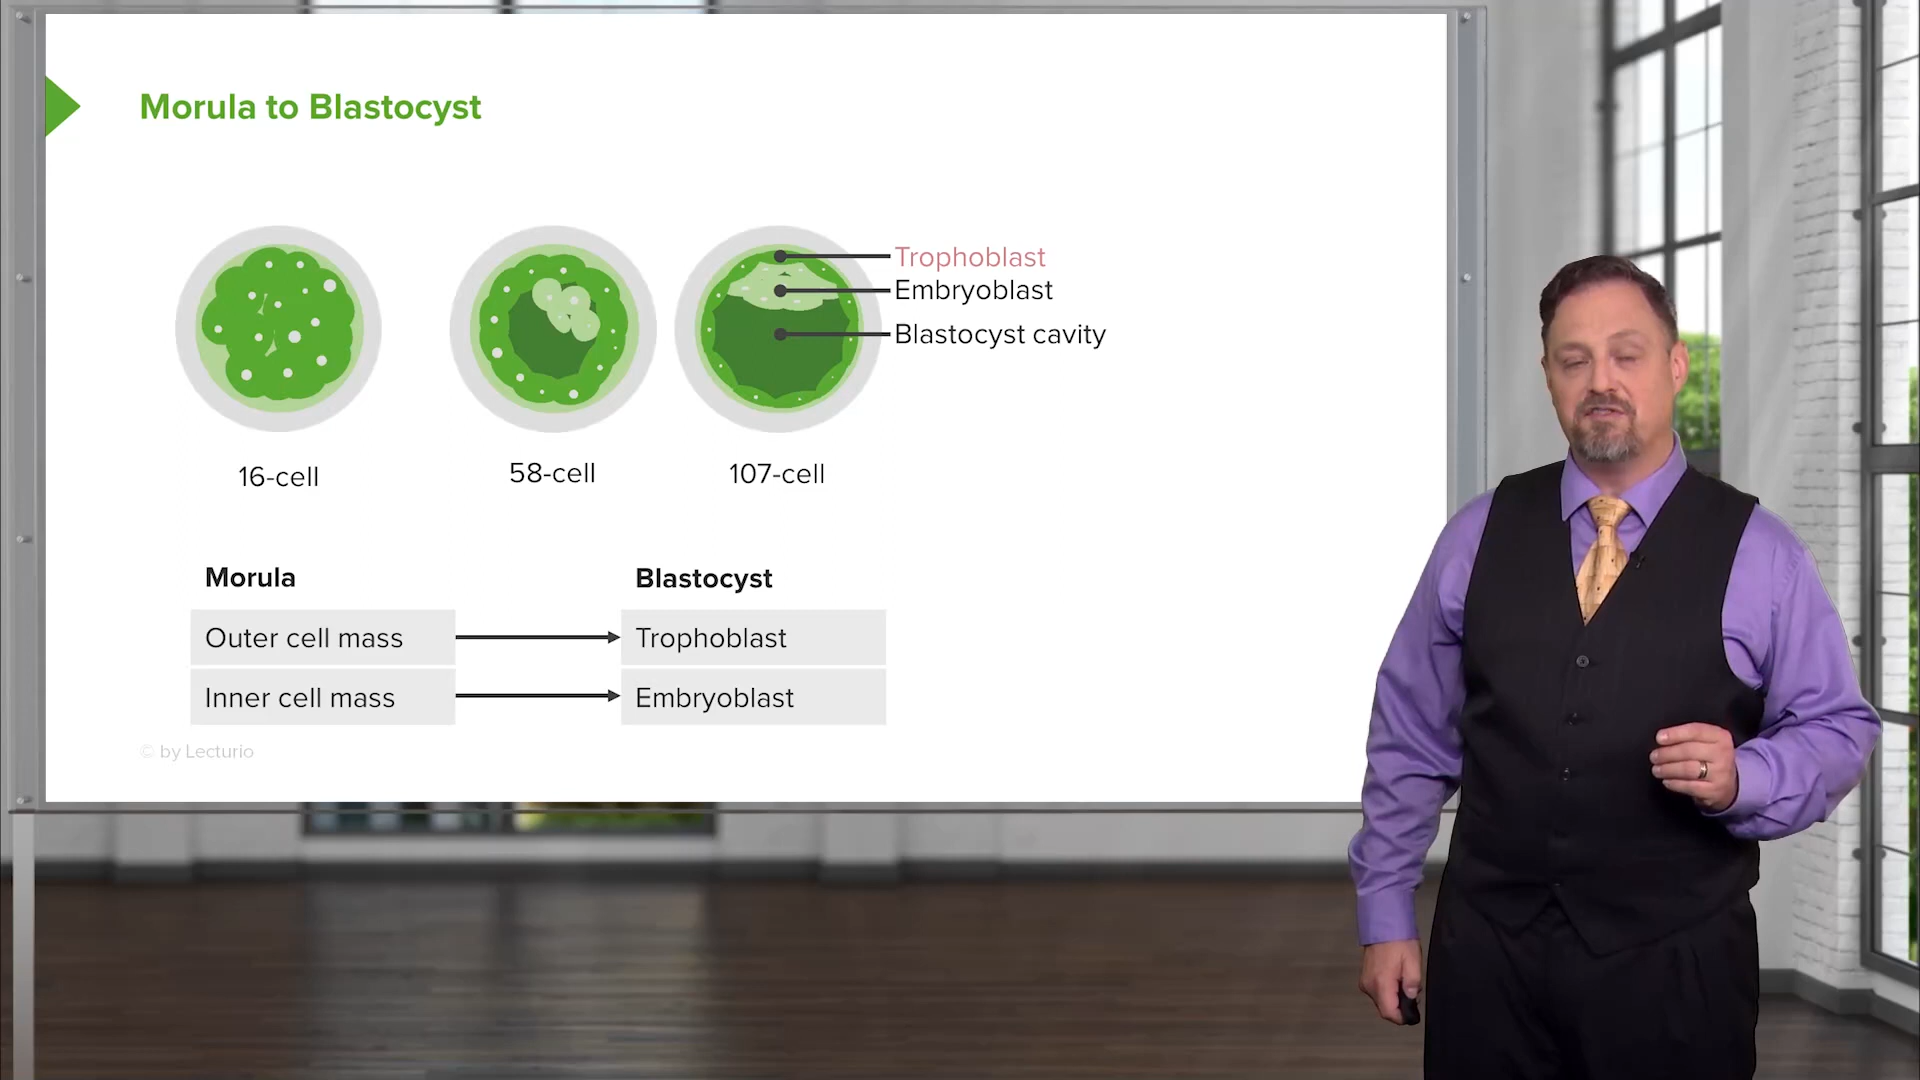 Morula to Blastocyst
Trophoblast
Embryoblast
Blastocyst cavity
16-cell
58-cell
107-cell
Morula
Blastocyst
Outer cell mass
Trophoblast
Inner cell mass
Embryoblast
© by Lecturio